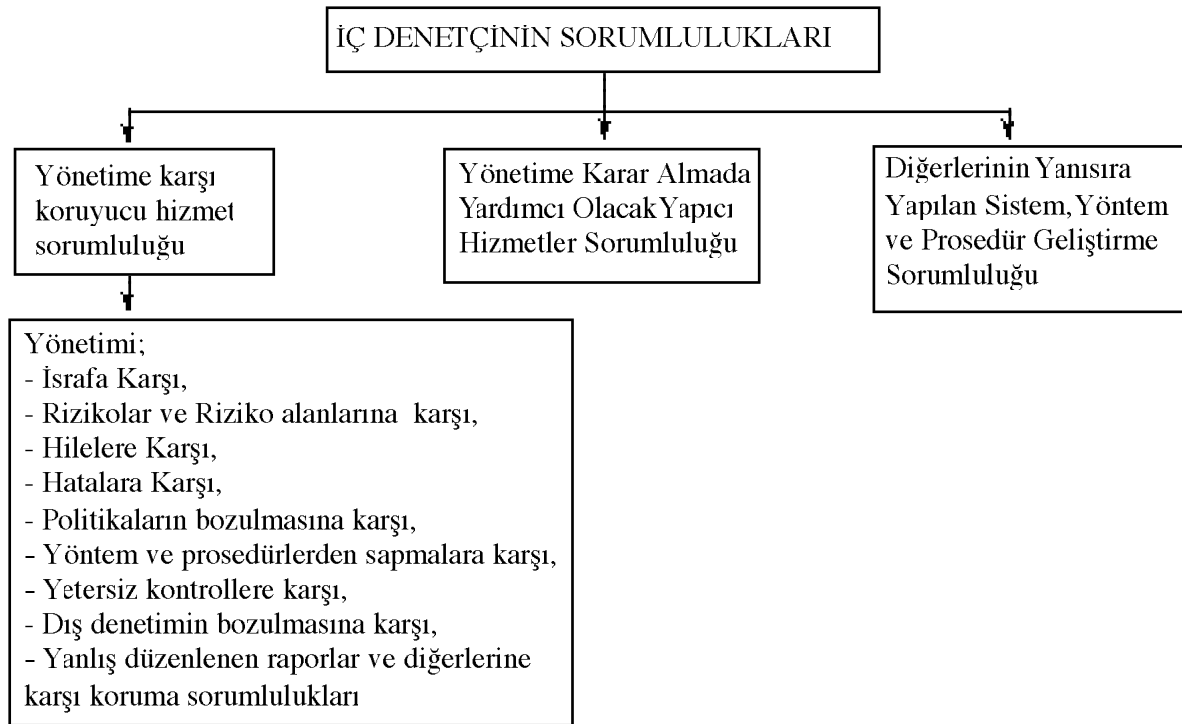 İÇ DENETÇİNİN SORUMLULUKLARI
Yönetime karşı
koruyucu hizmet
sorumluluğu
Yönetime Karar Almada
Yardımcı Olacak Yapıcı
Hizmetler Sorumluluğu
Diğerlerinin Yanısıra
Yapılan Sistem, Yöntem
ve Prosedür Geliştirme
Sorumluluğu
Yönetimi;
- İsrafa Karşı,
- Rizikolar ve Riziko alanlarına karşı,
- Hilelere Karşı,
- Hatalara Karşı,
- Politikaların bozulmasına karşı,
- Yöntem ve prosedürlerden sapmalara karşı,
- Yetersiz kontrollere karşı,
- Dış denetimin bozulmasına karşı,
- Yanlış düzenlenen raporlar ve diğerlerine
karşı koruma sorumlulukları